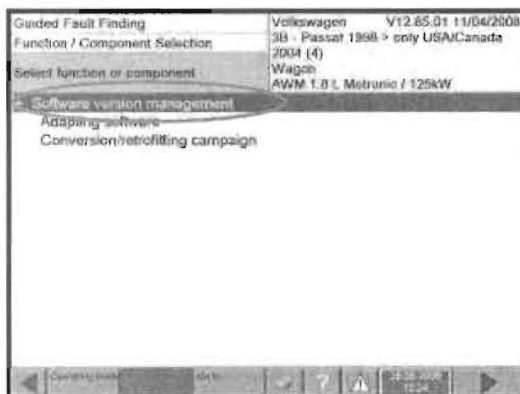 Guided Fault Finding
Function / Component Selection
Select function or component
Volkswagen V12.85.01 11/04/2008
3B - Passat 1998 > only USA/Canada
2004 (4)
Wagon
AWM 1.8 L Motronic / 125kW
- Software version management
Adapting software
Conversion/retrofitting campaign
Operating mode
?